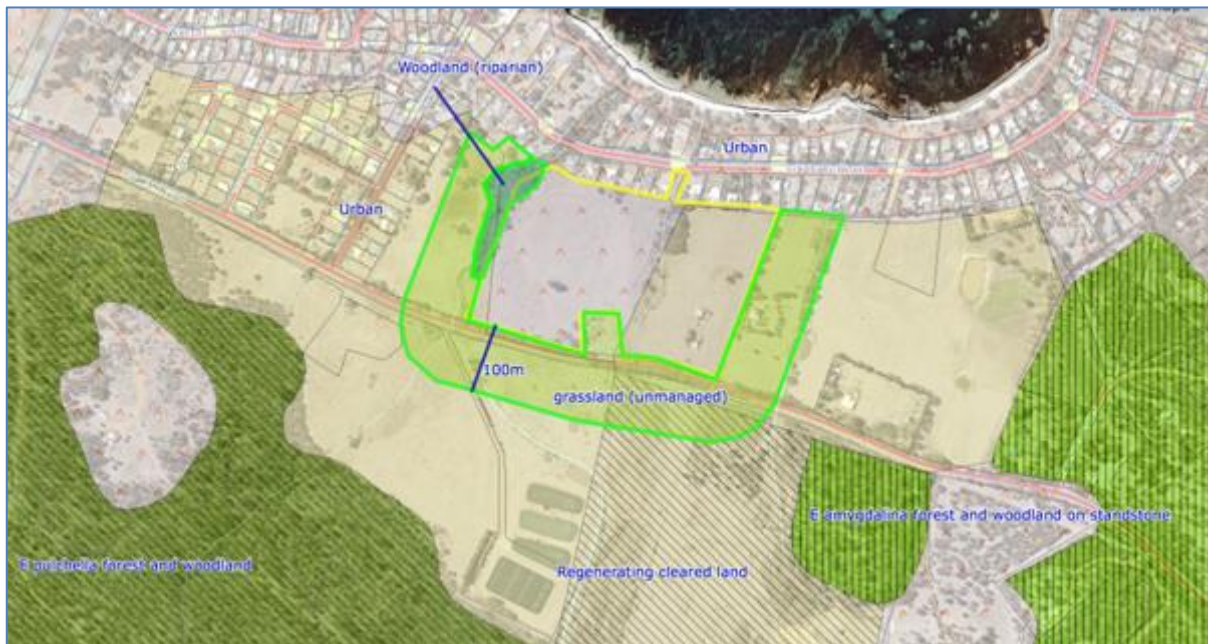 Woodland (riparian)
Urban
Urban
100m
grassland (unmanaged)
E amygdalina forest and woodland on standstone
E pulchella forest and woodland
Regenerating cleared land